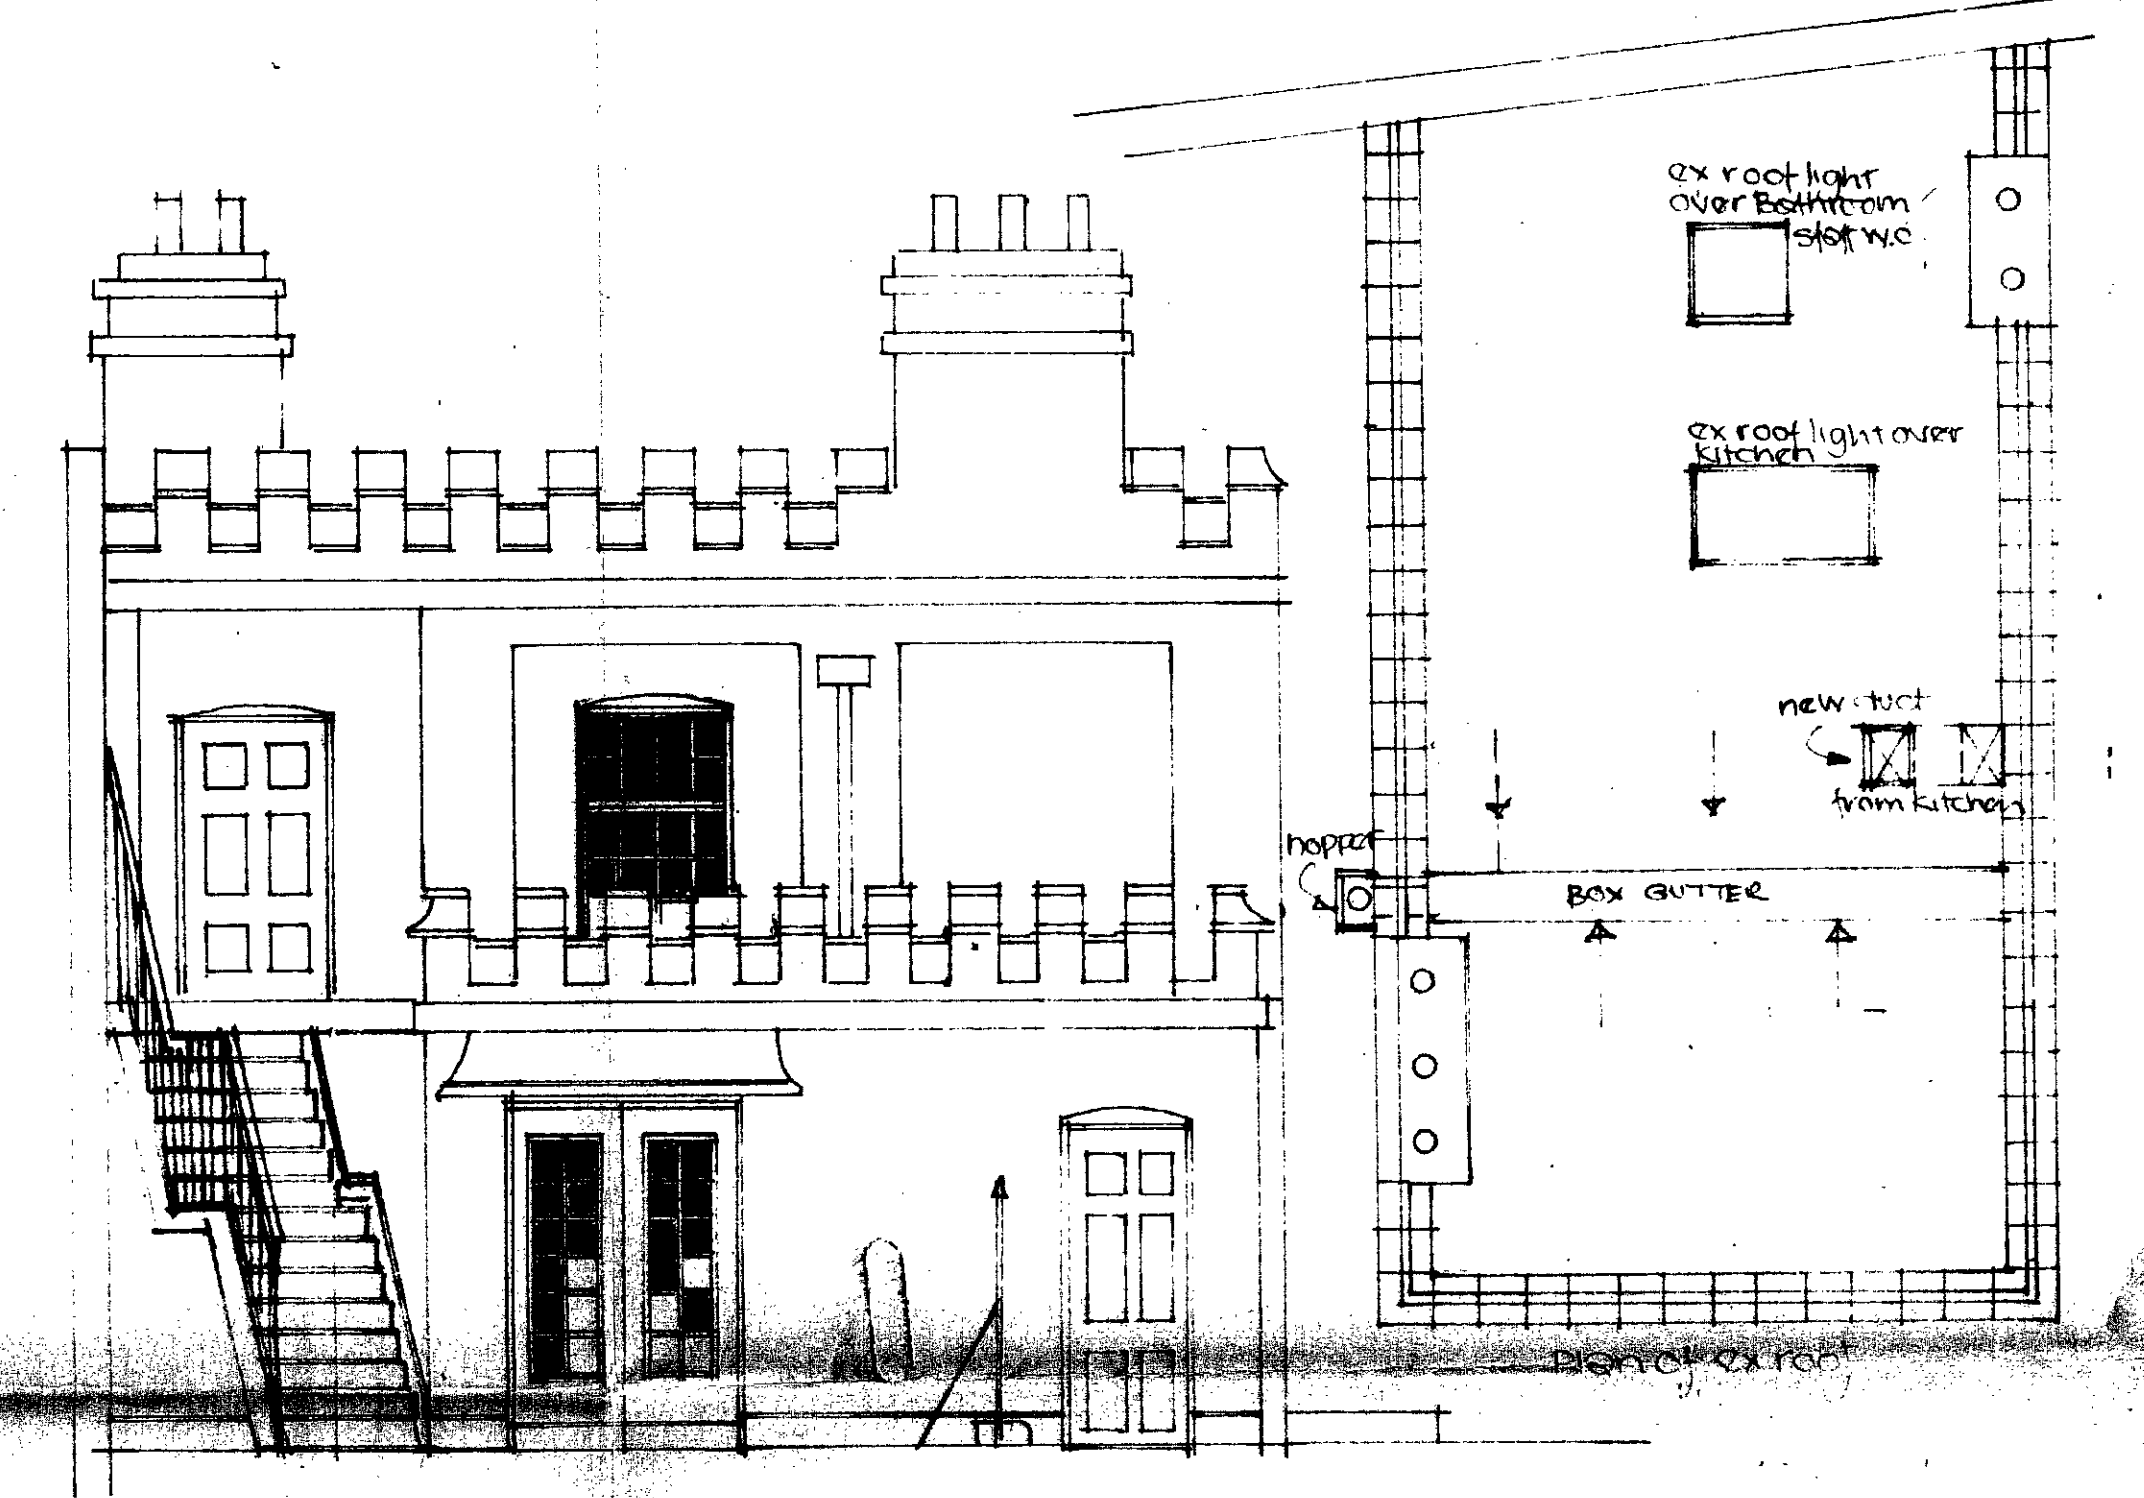 ex roof light
over Bathroom
staff W.C
ex roof light over
kitchen
new duct
from kitchen
hopper
BOX GUTTER
Plan of ex roof